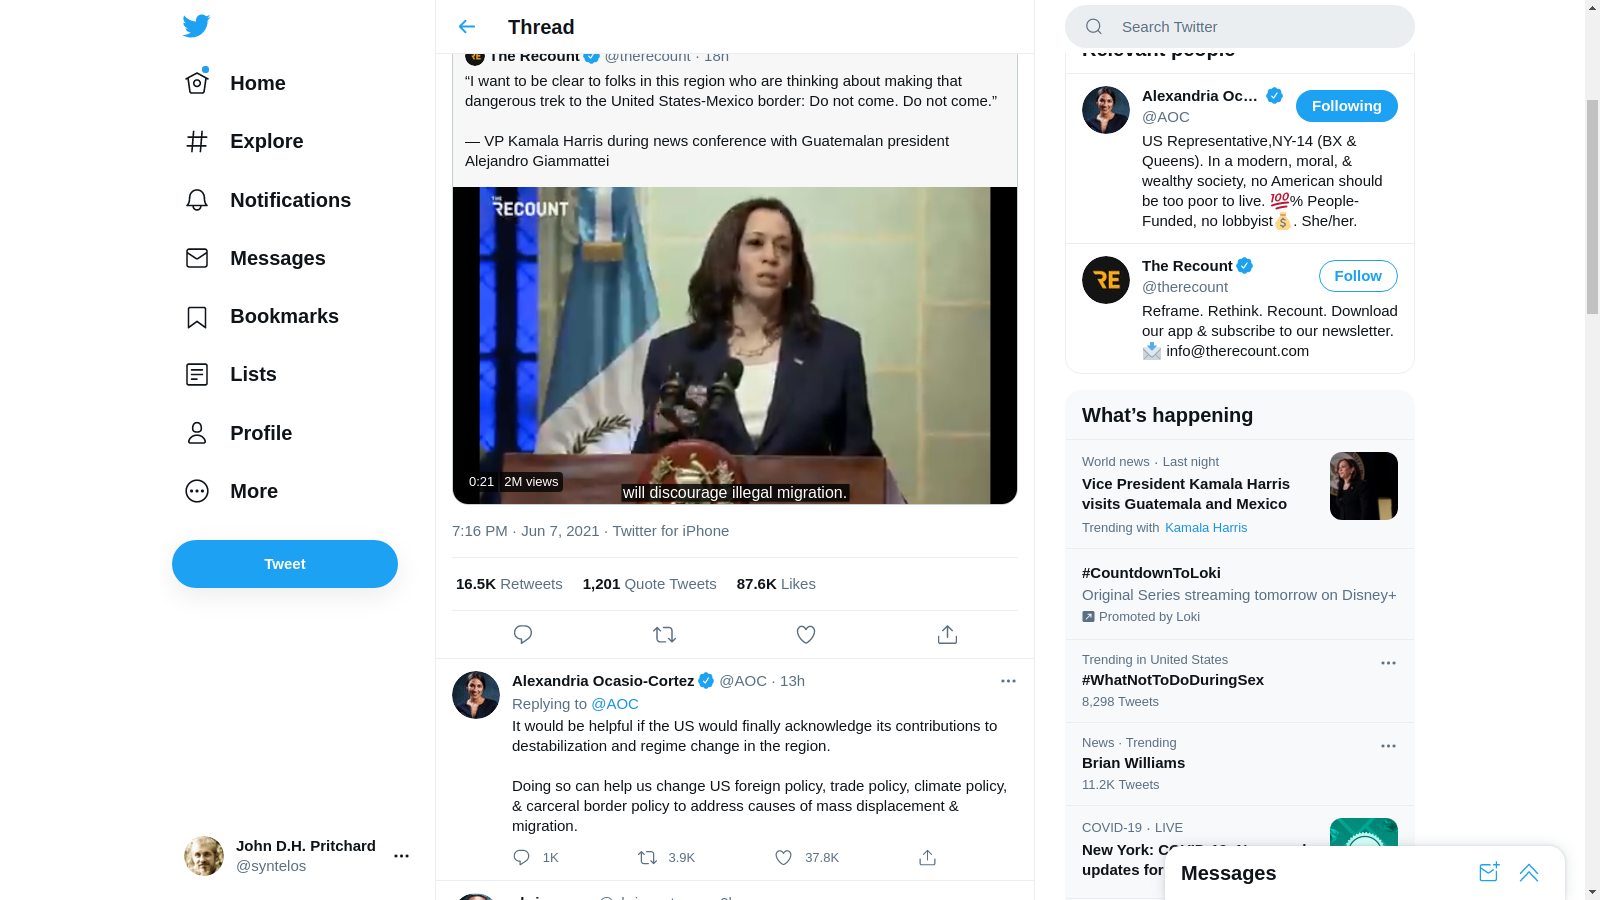 Home
Explore
Notifications
Messages
Bookmarks
Lists
Profile
More
Tweet
John D.H. Pritchard
@syntelos
Thread
The Recount @therecount · 18h
“I want to be clear to folks in this region who are thinking about making that
dangerous trek to the United States-Mexico border: Do not come. Do not come.”
— VP Kamala Harris during news conference with Guatemalan president
Alejandro Giammattei
THE
RECOUNT
0:21 2M views
will discourage illegal migration.
7:16 PM · Jun 7, 2021 · Twitter for iPhone
16.5K Retweets 1,201 Quote Tweets 87.6K Likes
Alexandria Ocasio-Cortez @AOC · 13h
Replying to @AOC
It would be helpful if the US would finally acknowledge its contributions to
destabilization and regime change in the region.
Doing so can help us change US foreign policy, trade policy, climate policy,
& carceral border policy to address causes of mass displacement &
migration.
1K 3.9K 37.8K
Search Twitter
Relevant people
Alexandria Oc...
@AOC
Following
US Representative,NY-14 (BX &
Queens). In a modern, moral, &
wealthy society, no American should
be too poor to live. 💯% People-
Funded, no lobbyist💰. She/her.
RE
The Recount
@therecount
Follow
Reframe. Rethink. Recount. Download
our app & subscribe to our newsletter.
📩 info@therecount.com
What’s happening
World news · Last night
Vice President Kamala Harris
visits Guatemala and Mexico
Trending with Kamala Harris
#CountdownToLoki
Original Series streaming tomorrow on Disney+
Promoted by Loki
Trending in United States
#WhatNotToDoDuringSex
8,298 Tweets
News · Trending
Brian Williams
11.2K Tweets
COVID-19 · LIVE
New York: COVID-19
updates for
Messages